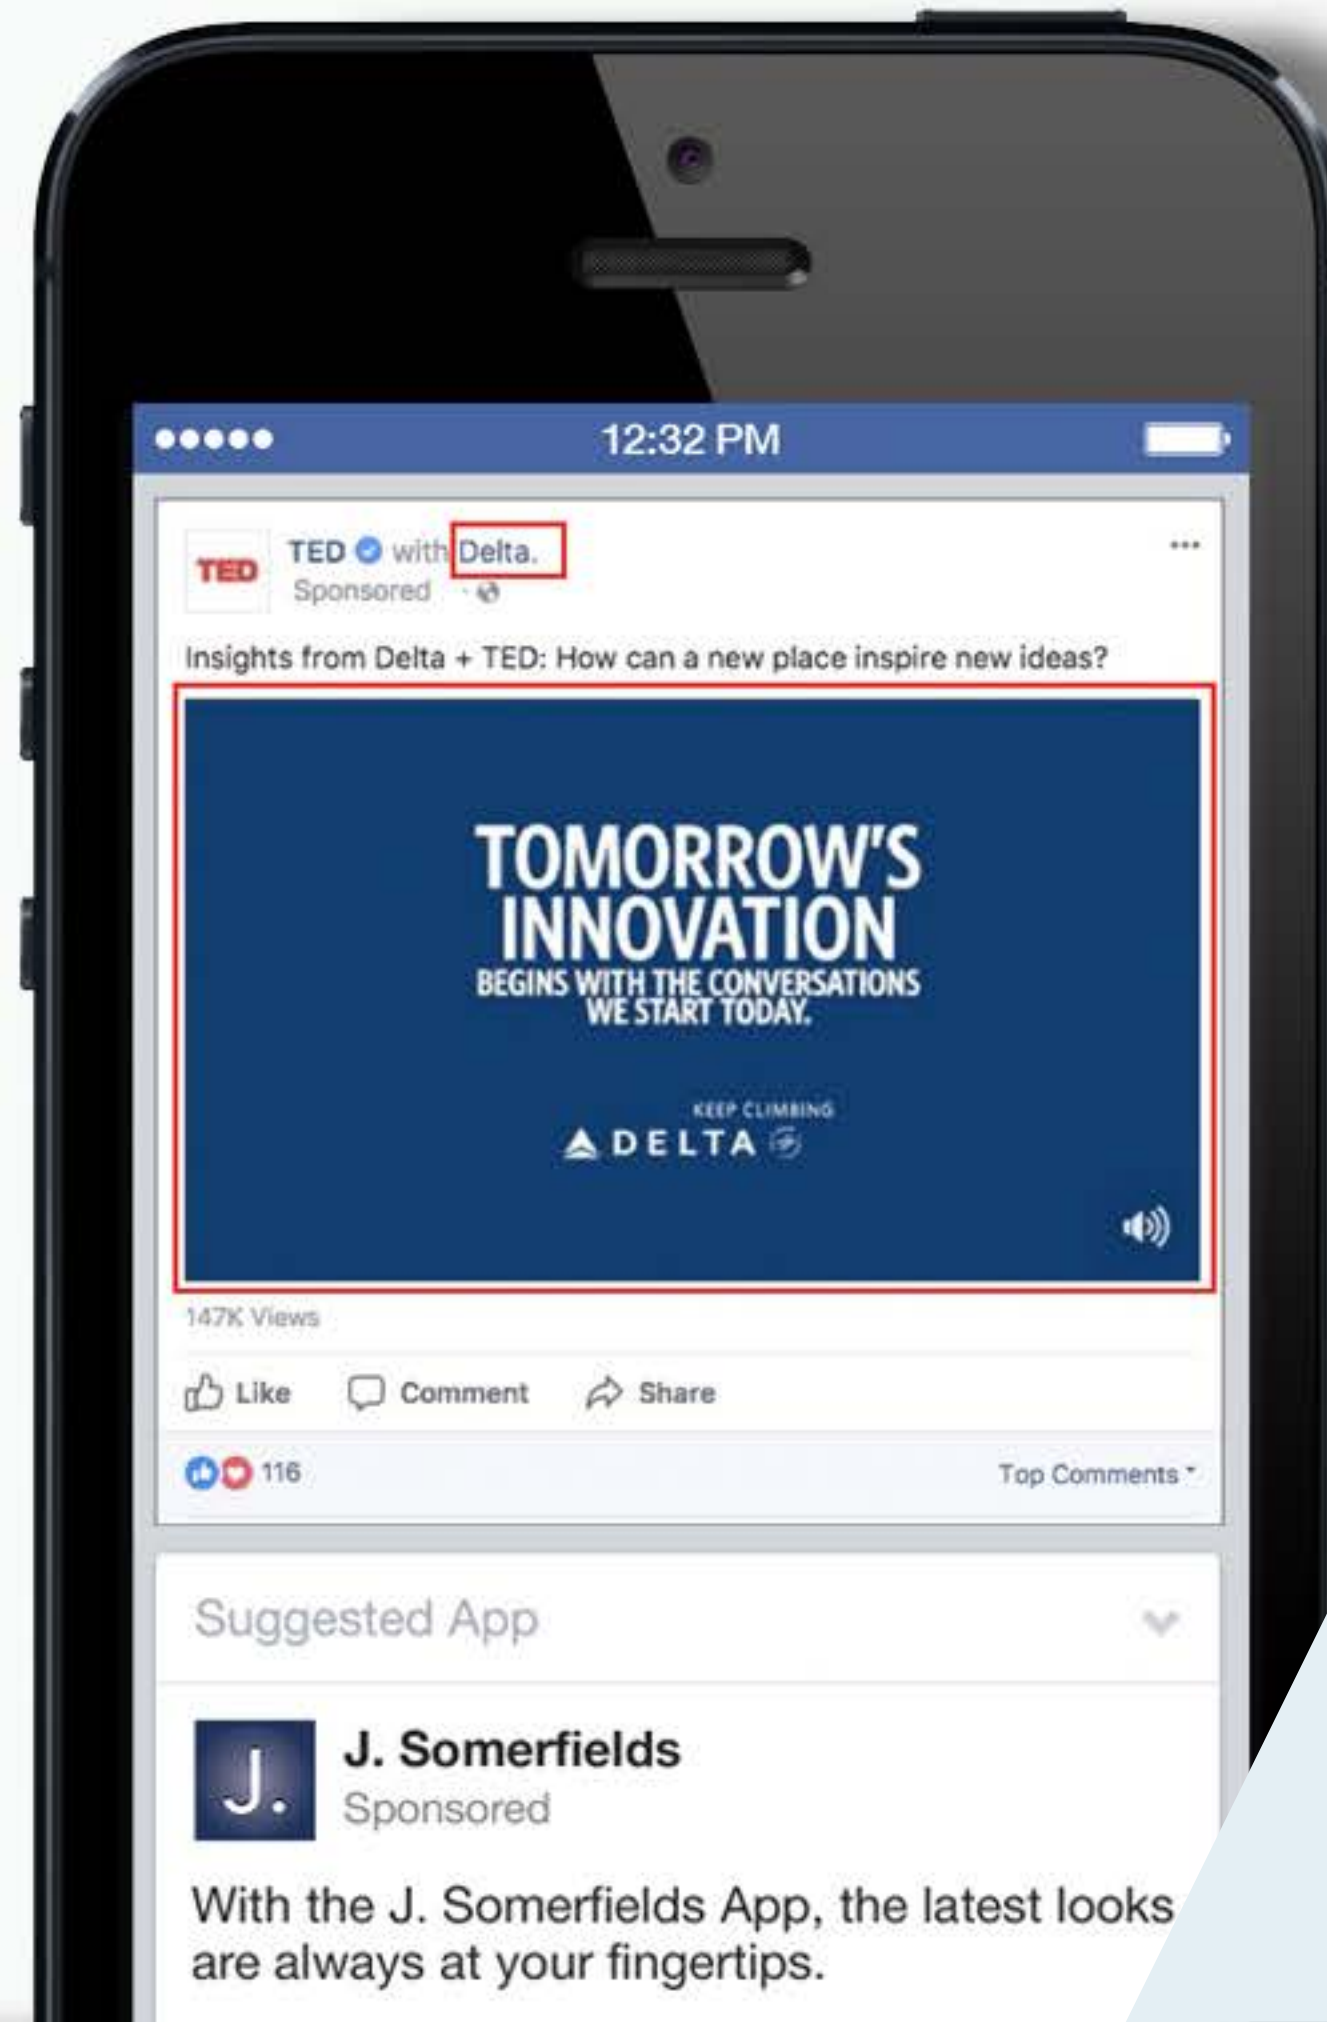 12:32 PM
TED
TED with Delta.
Sponsored
Insights from Delta + TED: How can a new place inspire new ideas?
TOMORROW'S
INNOVATION
BEGINS WITH THE CONVERSATIONS
WE START TODAY.
KEEP CLIMBING
DELTA
147K Views
Like Comment Share
116 Top Comments
Suggested App
J.
J. Somerfields
Sponsored
With the J. Somerfields App, the latest looks
are always at your fingertips.